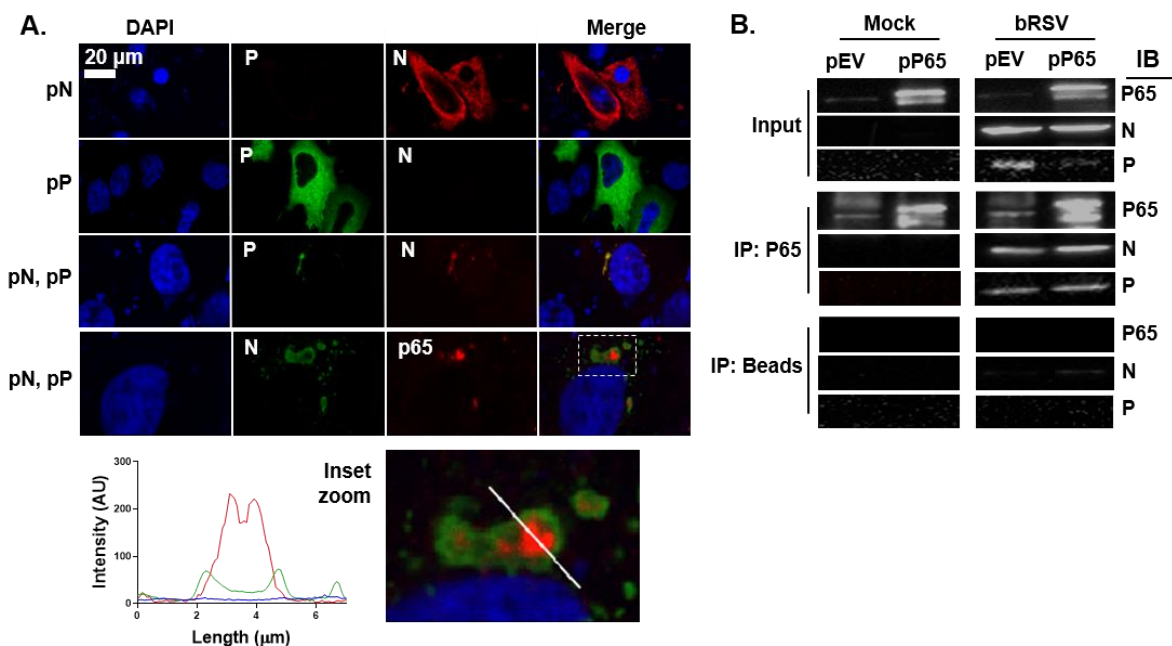 A.
DAPI
Merge
20 µm
P
N
pN
P
N
pP
P
N
pN, pP
N
p65
pN, pP
300
200
100
0
Intensity (AU)
0 2 4 6
Length (µm)
Inset
zoom
B.
Mock bRSV
pEV pP65 pEV pP65 IB
Input
P65
N
P
IP: P65
P65
N
P
IP: Beads
P65
N
P